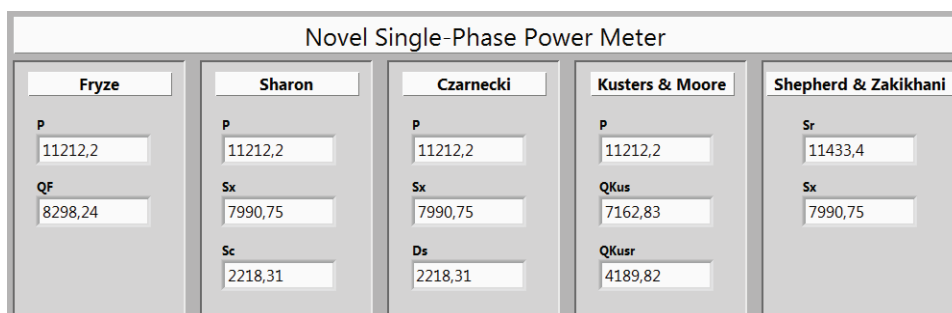 Novel Single-Phase Power Meter
Fryze
P
11212,2
QF
8298,24
Sharon
P
11212,2
Sx
7990,75
Sc
2218,31
Czarnecki
P
11212,2
Sx
7990,75
Ds
2218,31
Kusters & Moore
P
11212,2
QKus
7162,83
QKusr
4189,82
Shepherd & Zakikhani
Sr
11433,4
Sx
7990,75